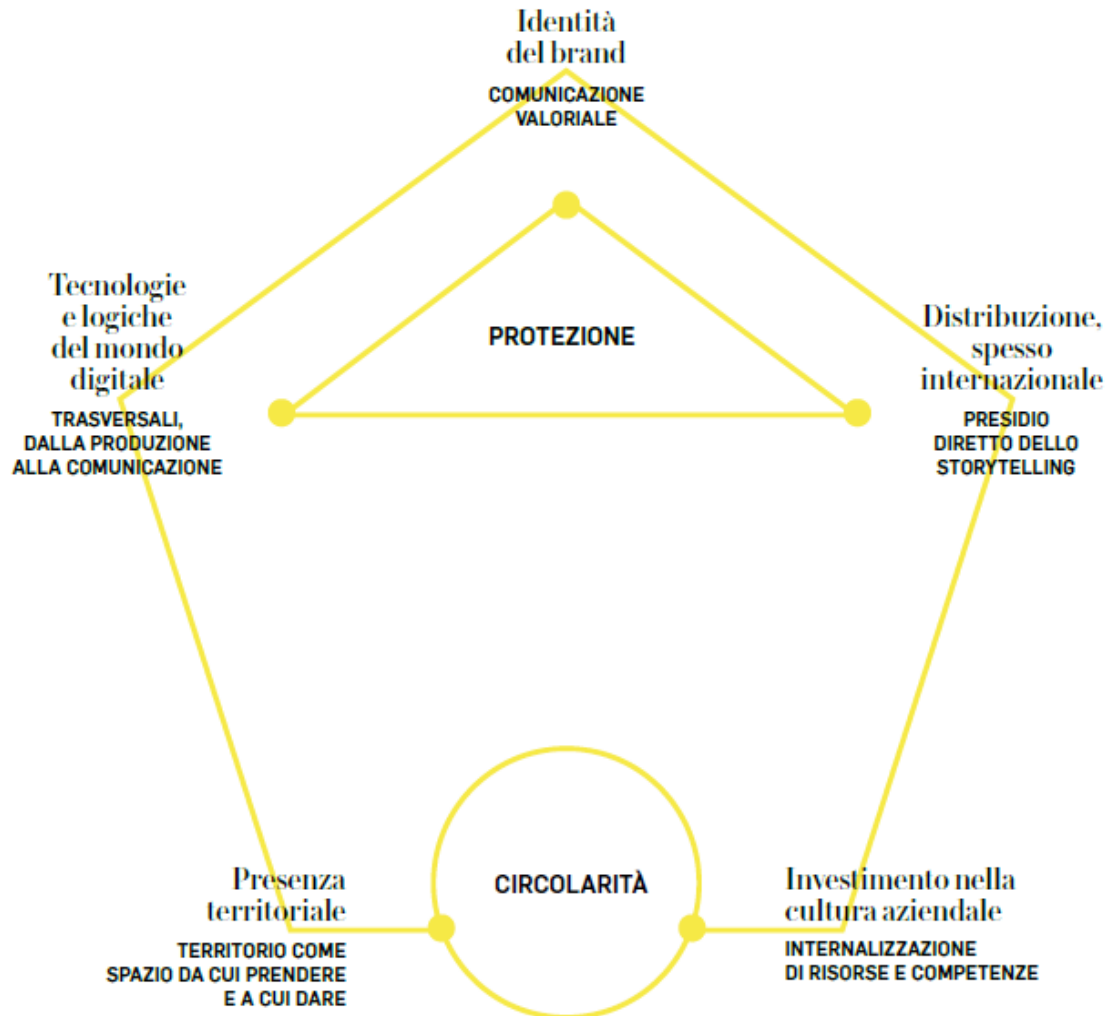 Identità
del brand
COMUNICAZIONE
VALORIALE
Tecnologie
e logiche
del mondo
digitale
TRASVERSALI,
DALLA PRODUZIONE
ALLA COMUNICAZIONE
PROTEZIONE
Distribuzione,
spesso
internazionale
PRESIDIO
DIRETTO DELLO
STORYTELLING
Presenza
territoriale
TERRITORIO COME
SPAZIO DA CUI PRENDERE
E A CUI DARE
CIRCOLARITÀ
Investimento nella
cultura aziendale
INTERNALIZZAZIONE
DI RISORSE E COMPETENZE